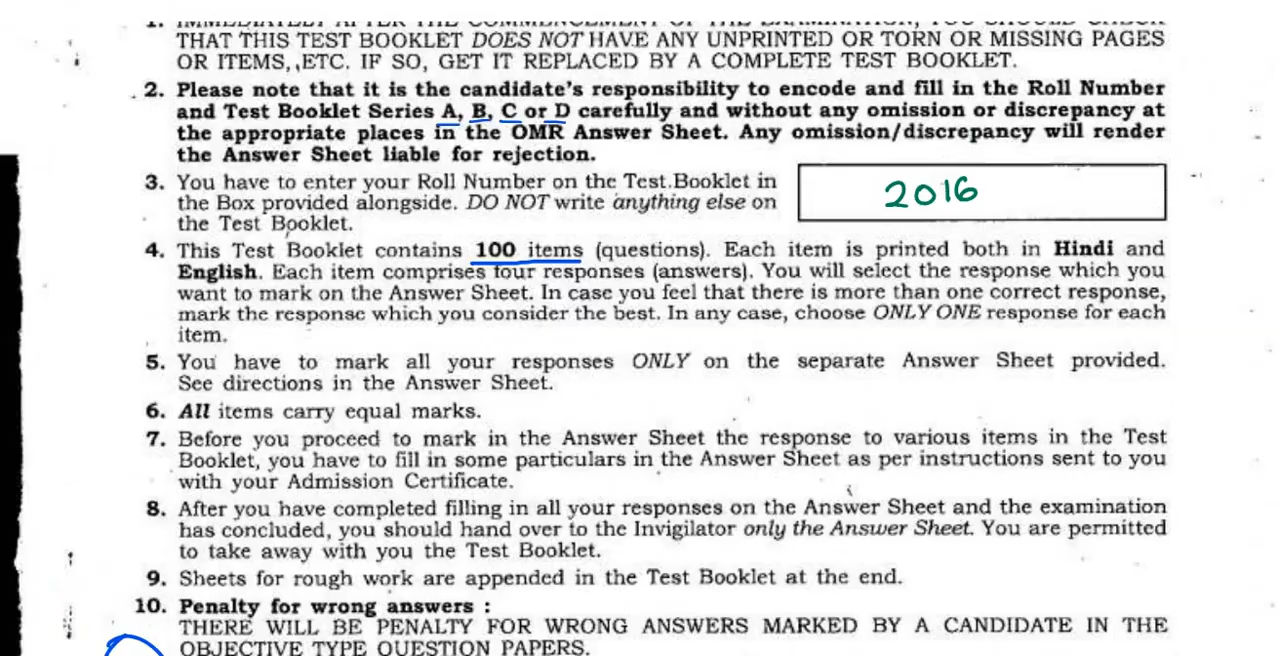 1. IMMEDIATELY AFTER THE COMMENCEMENT OF THE EXAMINATION, YOU SHOULD CHECK
THAT THIS TEST BOOKLET DOES NOT HAVE ANY UNPRINTED OR TORN OR MISSING PAGES
OR ITEMS, ETC. IF SO, GET IT REPLACED BY A COMPLETE TEST BOOKLET.
2. Please note that it is the candidate's responsibility to encode and fill in the Roll Number
and Test Booklet Series A, B, C or D carefully and without any omission or discrepancy at
the appropriate places in the OMR Answer Sheet. Any omission/discrepancy will render
the Answer Sheet liable for rejection.
3. You have to enter your Roll Number on the Test Booklet in
the Box provided alongside. DO NOT write anything else on
the Test Booklet.
2016
4. This Test Booklet contains 100 items (questions). Each item is printed both in Hindi and
English. Each item comprises four responses (answers). You will select the response which you
want to mark on the Answer Sheet. In case you feel that there is more than one correct response,
mark the response which you consider the best. In any case, choose ONLY ONE response for each
item.
5. You have to mark all your responses ONLY on the separate Answer Sheet provided.
See directions in the Answer Sheet.
6. All items carry equal marks.
7. Before you proceed to mark in the Answer Sheet the response to various items in the Test
Booklet, you have to fill in some particulars in the Answer Sheet as per instructions sent to you
with your Admission Certificate.
8. After you have completed filling in all your responses on the Answer Sheet and the examination
has concluded, you should hand over to the Invigilator only the Answer Sheet. You are permitted
to take away with you the Test Booklet.
9. Sheets for rough work are appended in the Test Booklet at the end.
10. Penalty for wrong answers :
THERE WILL BE PENALTY FOR WRONG ANSWERS MARKED BY A CANDIDATE IN THE
OBJECTIVE TYPE QUESTION PAPERS.